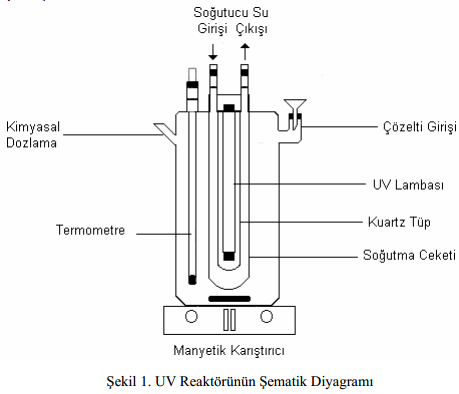 Soğutucu Su
Girişi Çıkışı
Kimyasal
Dozlama
Çözelti Girişi
UV Lambası
Kuartz Tüp
Termometre
Soğutma Ceketi
Manyetik Karıştırıcı
Şekil 1. UV Reaktörünün Şematik Diyagramı